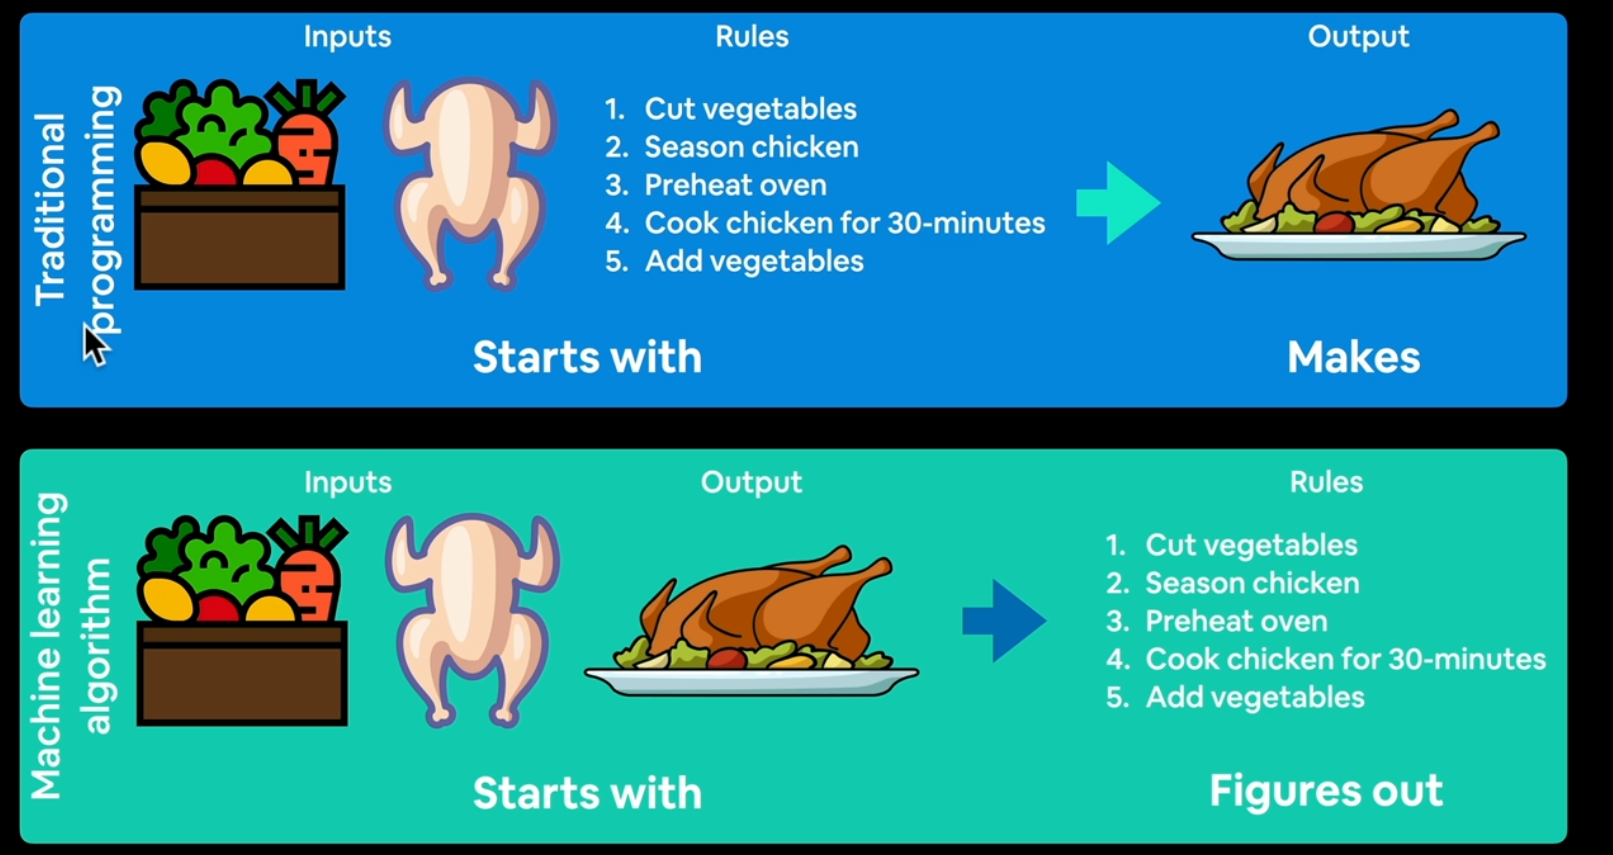 Traditional
programming
Inputs
Rules
Output
1. Cut vegetables
2. Season chicken
3. Preheat oven
4. Cook chicken for 30-minutes
5. Add vegetables
Starts with
Makes
Machine learning
algorithm
Inputs
Output
Rules
1. Cut vegetables
2. Season chicken
3. Preheat oven
4. Cook chicken for 30-minutes
5. Add vegetables
Starts with
Figures out